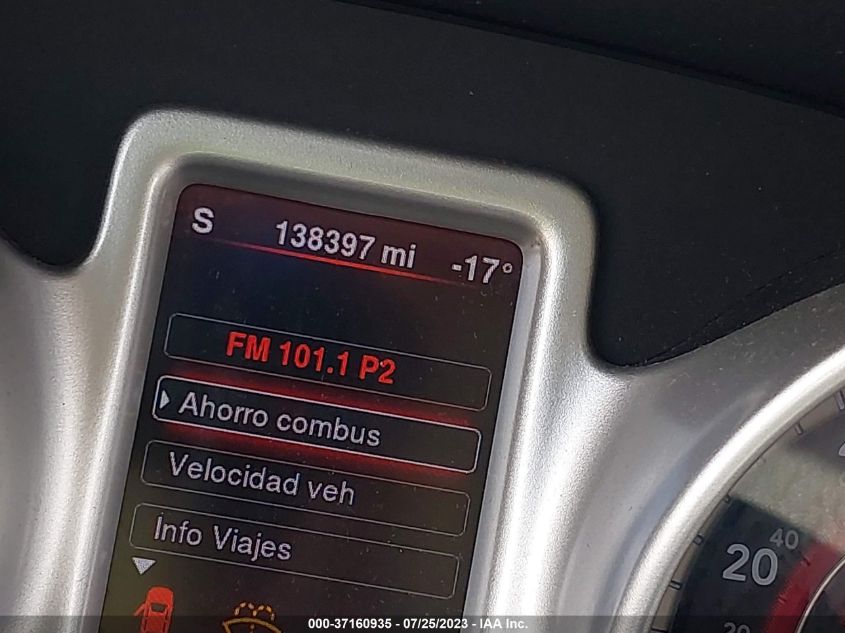 S 138397 mi -17°
FM 101.1 P2
Ahorro combus
Velocidad veh
Info Viajes
20
40
20
000-37160935 - 07/25/2023 - IAA Inc.